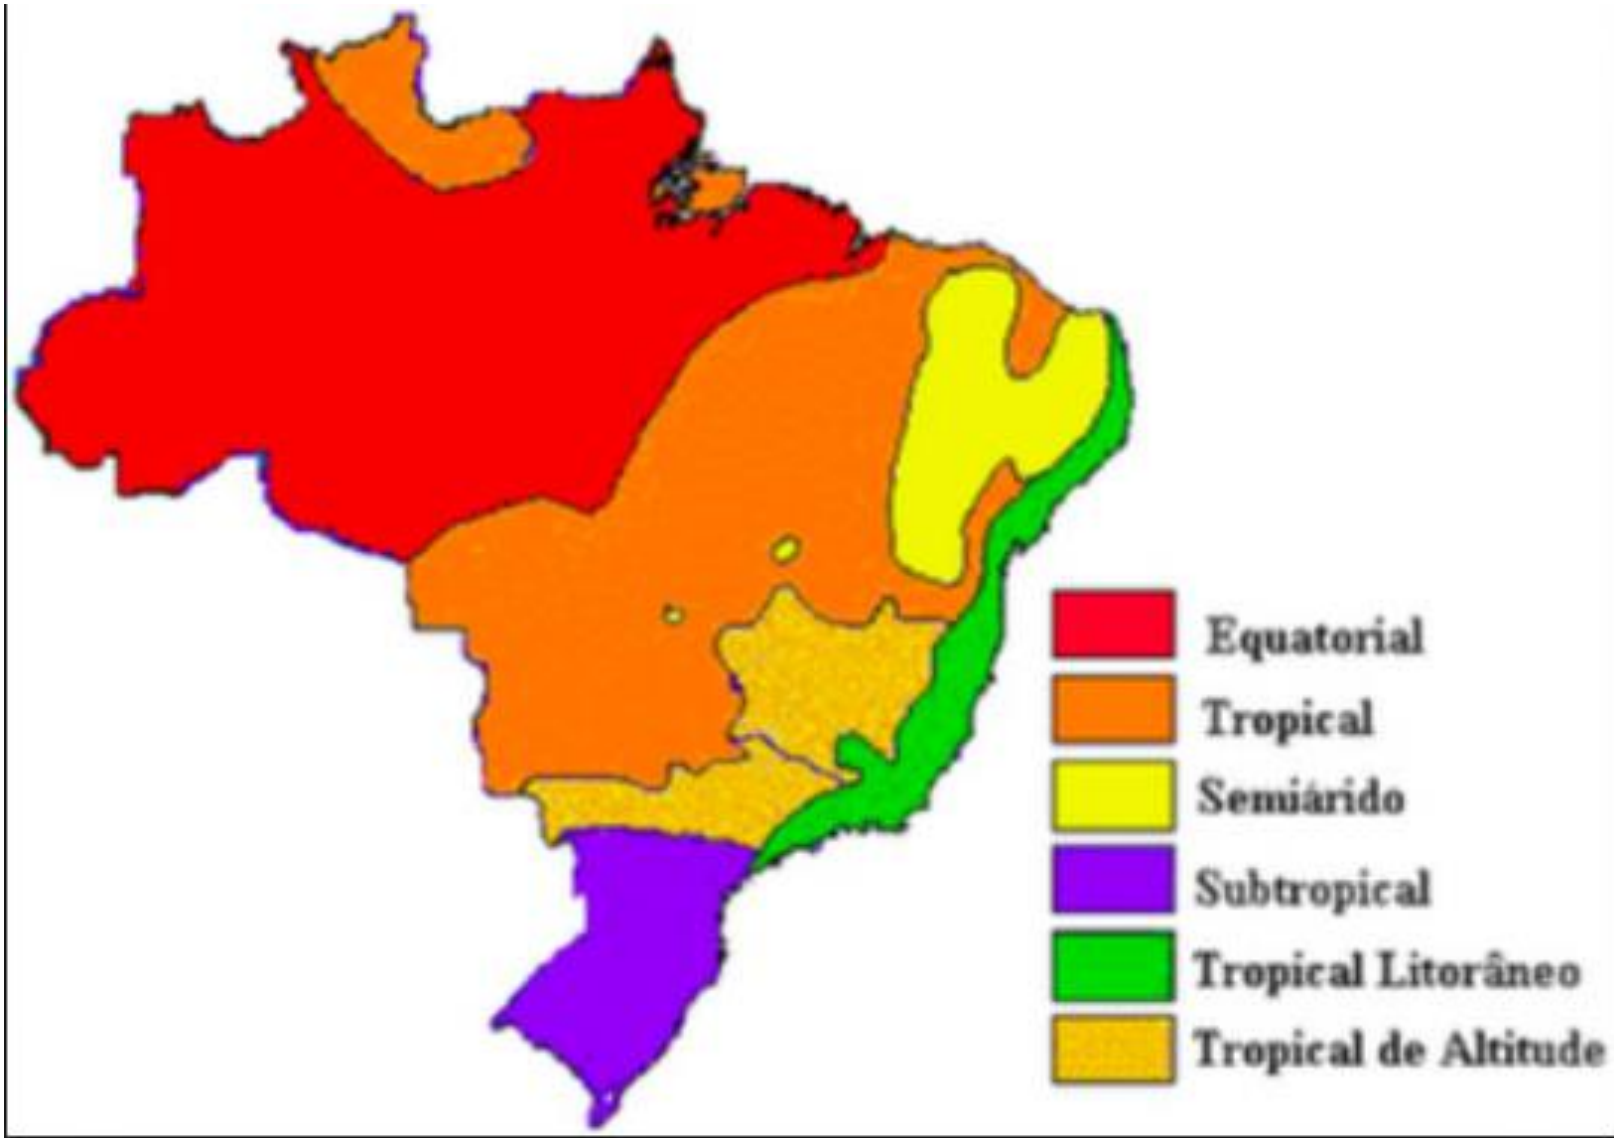 Equatorial
Tropical
Semiárido
Subtropical
Tropical Litorâneo
Tropical de Altitude